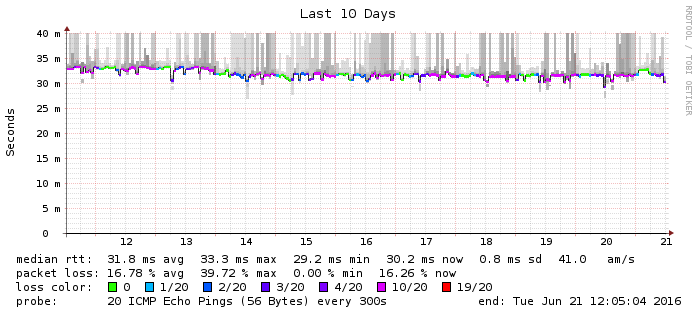 Last 10 Days
RRDTOOL / TOBI OETIKER
Seconds
40 m
35 m
30 m
25 m
20 m
15 m
10 m
5 m
0
12 13 14 15 16 17 18 19 20 21
median rtt: 31.8 ms avg 33.3 ms max 29.2 ms min 30.2 ms now 0.8 ms sd 41.0 am/s
packet loss: 16.78 % avg 39.72 % max 0.00 % min 16.26 % now
loss color: 0 1/20 2/20 3/20 4/20 10/20 19/20
probe: 20 ICMP Echo Pings (56 Bytes) every 300s end: Tue Jun 21 12:05:04 2016